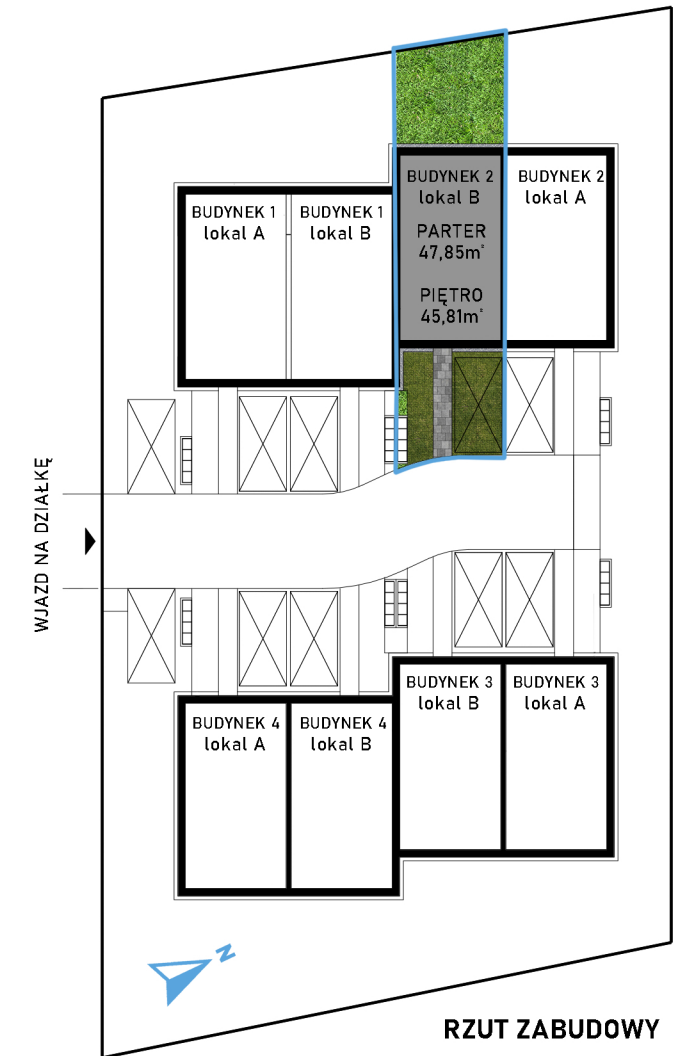 BUDYNEK 1
lokal A
BUDYNEK 1
lokal B
BUDYNEK 2
lokal B
PARTER
47,85m²
PIĘTRO
45,81m²
BUDYNEK 2
lokal A
WJAZD NA DZIAŁKĘ
BUDYNEK 4
lokal A
BUDYNEK 4
lokal B
BUDYNEK 3
lokal B
BUDYNEK 3
lokal A
N
RZUT ZABUDOWY